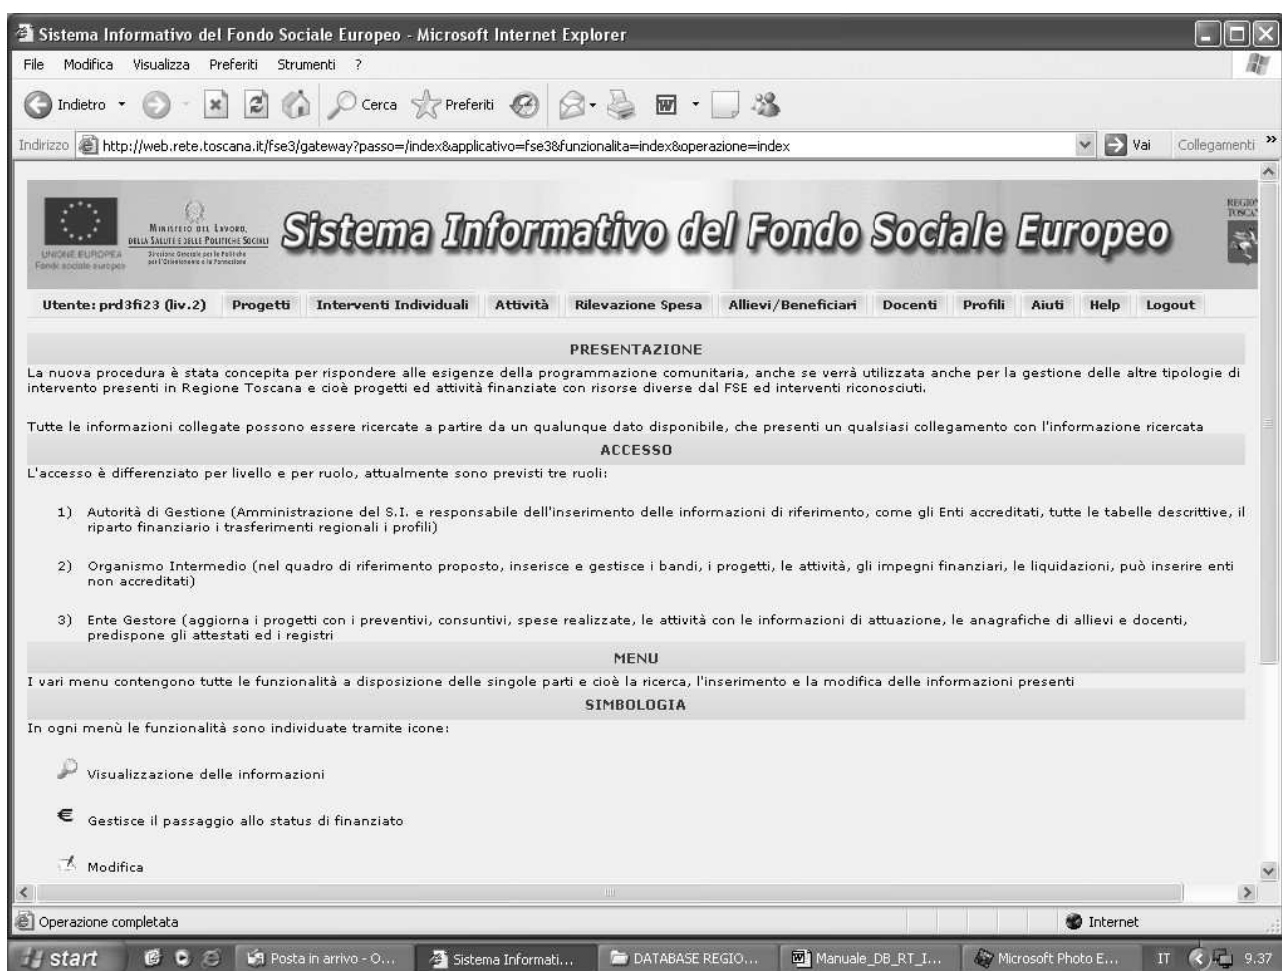 Sistema Informativo del Fondo Sociale Europeo - Microsoft Internet Explorer
File Modifica Visualizza Preferiti Strumenti ?
Indietro Cerca Preferiti
Indirizzo http://web.rete.toscana.it/fse3/gateway?passo=/index&applicativo=fse3&funzionalita=index&operazione=index Vai Collegamenti »
UNIONE EUROPEA
Fondo sociale europeo
MINISTERO DEL LAVORO,
DELLA SALUTE E DELLE POLITICHE SOCIALI
Direzione Generale per le Politiche
per l'Orientamento e la Formazione
Sistema Informativo del Fondo Sociale Europeo
Utente: prd3fi23 (liv.2) Progetti Interventi Individuali Attività Rilevazione Spesa Allievi/Beneficiari Docenti Profili Aiuti Help Logout
PRESENTAZIONE
La nuova procedura è stata concepita per rispondere alle esigenze della programmazione comunitaria, anche se verrà utilizzata anche per la gestione delle altre tipologie di
intervento presenti in Regione Toscana e cioè progetti ed attività finanziate con risorse diverse dal FSE ed interventi riconosciuti.
Tutte le informazioni collegate possono essere ricercate a partire da un qualunque dato disponibile, che presenti un qualsiasi collegamento con l'informazione ricercata
ACCESSO
L'accesso è differenziato per livello e per ruolo, attualmente sono previsti tre ruoli:
1) Autorità di Gestione (Amministrazione del S.I. e responsabile dell'inserimento delle informazioni di riferimento, come gli Enti accreditati, tutte le tabelle descrittive, il
riparto finanziario i trasferimenti regionali i profili)
2) Organismo Intermedio (nel quadro di riferimento proposto, inserisce e gestisce i bandi, i progetti, le attività, gli impegni finanziari, le liquidazioni, può inserire enti
non accreditati)
3) Ente Gestore (aggiorna i progetti con i preventivi, consuntivi, spese realizzate, le attività con le informazioni di attuazione, le anagrafiche di allievi e docenti,
predispone gli attestati ed i registri
MENU
I vari menu contengono tutte le funzionalità a disposizione delle singole parti e cioè la ricerca, l'inserimento e la modifica delle informazioni presenti
SIMBOLOGIA
In ogni menù le funzionalità sono individuate tramite icone:
Visualizzazione delle informazioni
€ Gestisce il passaggio allo status di finanziato
Modifica
Operazione completata Internet
start Posta in arrivo - O... Sistema Informati... DATABASE REGIO... Manuale_DB_RT_I... Microsoft Photo E... IT 9.37